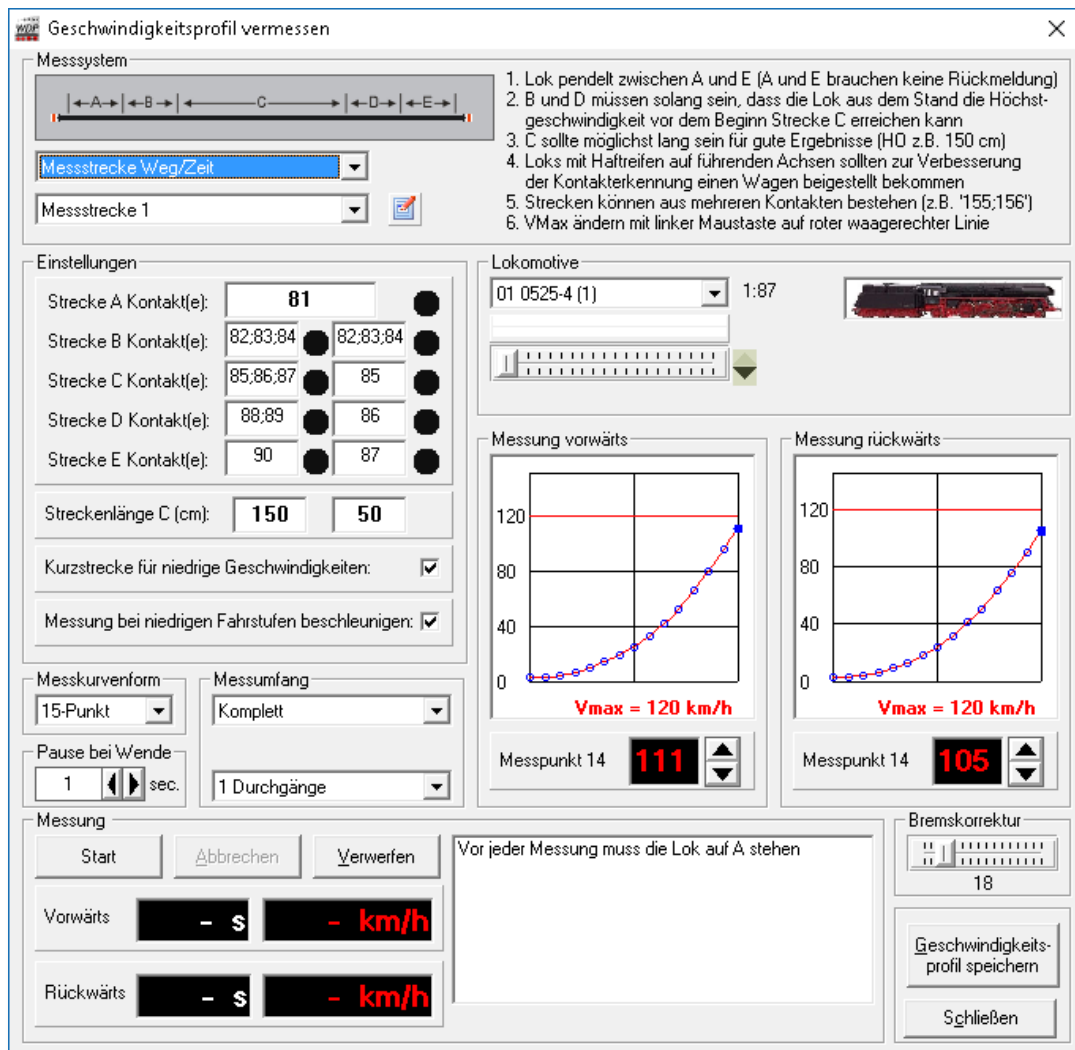 WDP Geschwindigkeitsprofil vermessen
Messsystem
A B C D E
Messstrecke Weg/Zeit
Messstrecke 1
1. Lok pendelt zwischen A und E (A und E brauchen keine Rückmeldung)
2. B und D müssen solang sein, dass die Lok aus dem Stand die Höchst-
geschwindigkeit vor dem Beginn Strecke C erreichen kann
3. C sollte möglichst lang sein für gute Ergebnisse (HO z.B. 150 cm)
4. Loks mit Haftreifen auf führenden Achsen sollten zur Verbesserung
der Kontakterkennung einen Wagen beigestellt bekommen
5. Strecken können aus mehreren Kontakten bestehen (z.B. '155;156')
6. VMax ändern mit linker Maustaste auf roter waagerechter Linie
Einstellungen
Strecke A Kontakt(e): 81
Strecke B Kontakt(e): 82;83;84 82;83;84
Strecke C Kontakt(e): 85;86;87 85
Strecke D Kontakt(e): 88;89 86
Strecke E Kontakt(e): 90 87
Streckenlänge C (cm): 150 50
Kurzstrecke für niedrige Geschwindigkeiten:
Messung bei niedrigen Fahrstufen beschleunigen:
Lokomotive
01 0525-4 (1) 1:87
Messung vorwärts
120
80
40
0
Vmax = 120 km/h
Messpunkt 14 111
Messung rückwärts
120
80
40
0
Vmax = 120 km/h
Messpunkt 14 105
Messkurvenform
15-Punkt
Messumfang
Komplett
1 Durchgänge
Pause bei Wende
1 sec.
Messung
Start Abbrechen Verwerfen
Vorwärts - s - km/h
Rückwärts - s - km/h
Vor jeder Messung muss die Lok auf A stehen
Bremskorrektur
18
Geschwindigkeits-
profil speichern
Schließen